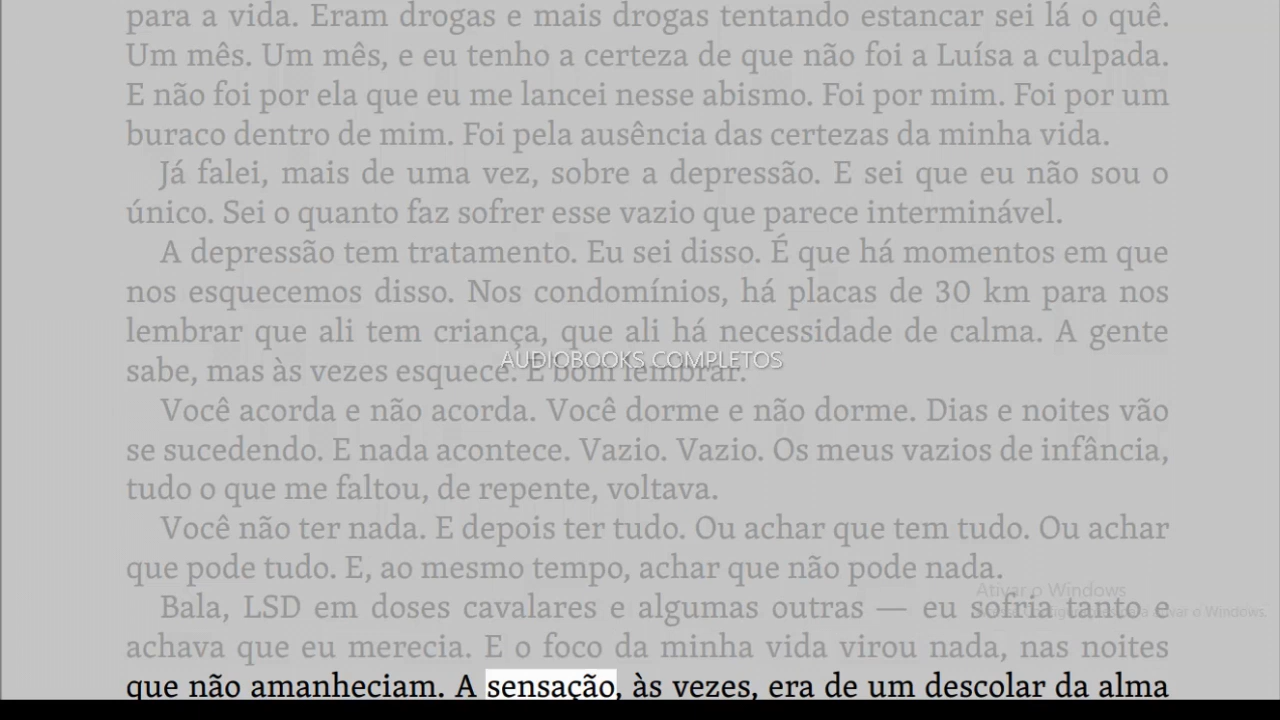 para a vida. Eram drogas e mais drogas tentando estancar sei lá o quê.
Um mês. Um mês, e eu tenho a certeza de que não foi a Luísa a culpada.
E não foi por ela que eu me lancei nesse abismo. Foi por mim. Foi por um
buraco dentro de mim. Foi pela ausência das certezas da minha vida.
Já falei, mais de uma vez, sobre a depressão. E sei que eu não sou o
único. Sei o quanto faz sofrer esse vazio que parece interminável.
A depressão tem tratamento. Eu sei disso. É que há momentos em que
nos esquecemos disso. Nos condomínios, há placas de 30 km para nos
lembrar que ali tem criança, que ali há necessidade de calma. A gente
AUDIOBOOKS COMPLETOS
sabe, mas às vezes esquece. É bom lembrar.
Você acorda e não acorda. Você dorme e não dorme. Dias e noites vão
se sucedendo. E nada acontece. Vazio. Vazio. Os meus vazios de infância,
tudo o que me faltou, de repente, voltava.
Você não ter nada. E depois ter tudo. Ou achar que tem tudo. Ou achar
que pode tudo. E, ao mesmo tempo, achar que não pode nada.
Ativar o Windows
Bala, LSD em doses cavalares e algumas outras — eu sofria tanto e
ativar o Windows.
achava que eu merecia. E o foco da minha vida virou nada, nas noites
que não amanheciam. A sensação, às vezes, era de um descolar da alma